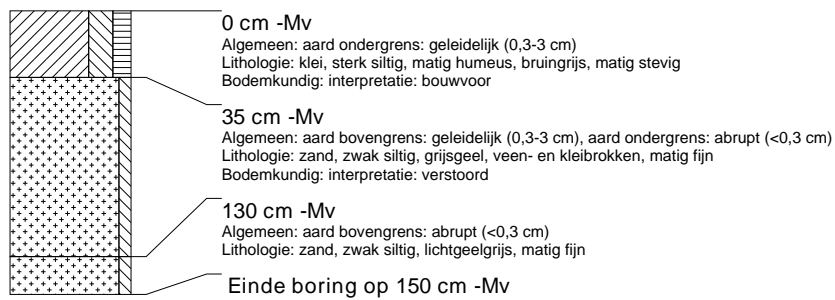 0 cm -Mv
Algemeen: aard ondergrens: geleidelijk (0,3-3 cm)
Lithologie: klei, sterk siltig, matig humeus, bruingrijs, matig stevig
Bodemkundig: interpretatie: bouwvoor
35 cm -Mv
Algemeen: aard bovengrens: geleidelijk (0,3-3 cm), aard ondergrens: abrupt (<0,3 cm)
Lithologie: zand, zwak siltig, grijsgeel, veen- en kleibrokken, matig fijn
Bodemkundig: interpretatie: verstoord
130 cm -Mv
Algemeen: aard bovengrens: abrupt (<0,3 cm)
Lithologie: zand, zwak siltig, lichtgeelgrijs, matig fijn
Einde boring op 150 cm -Mv